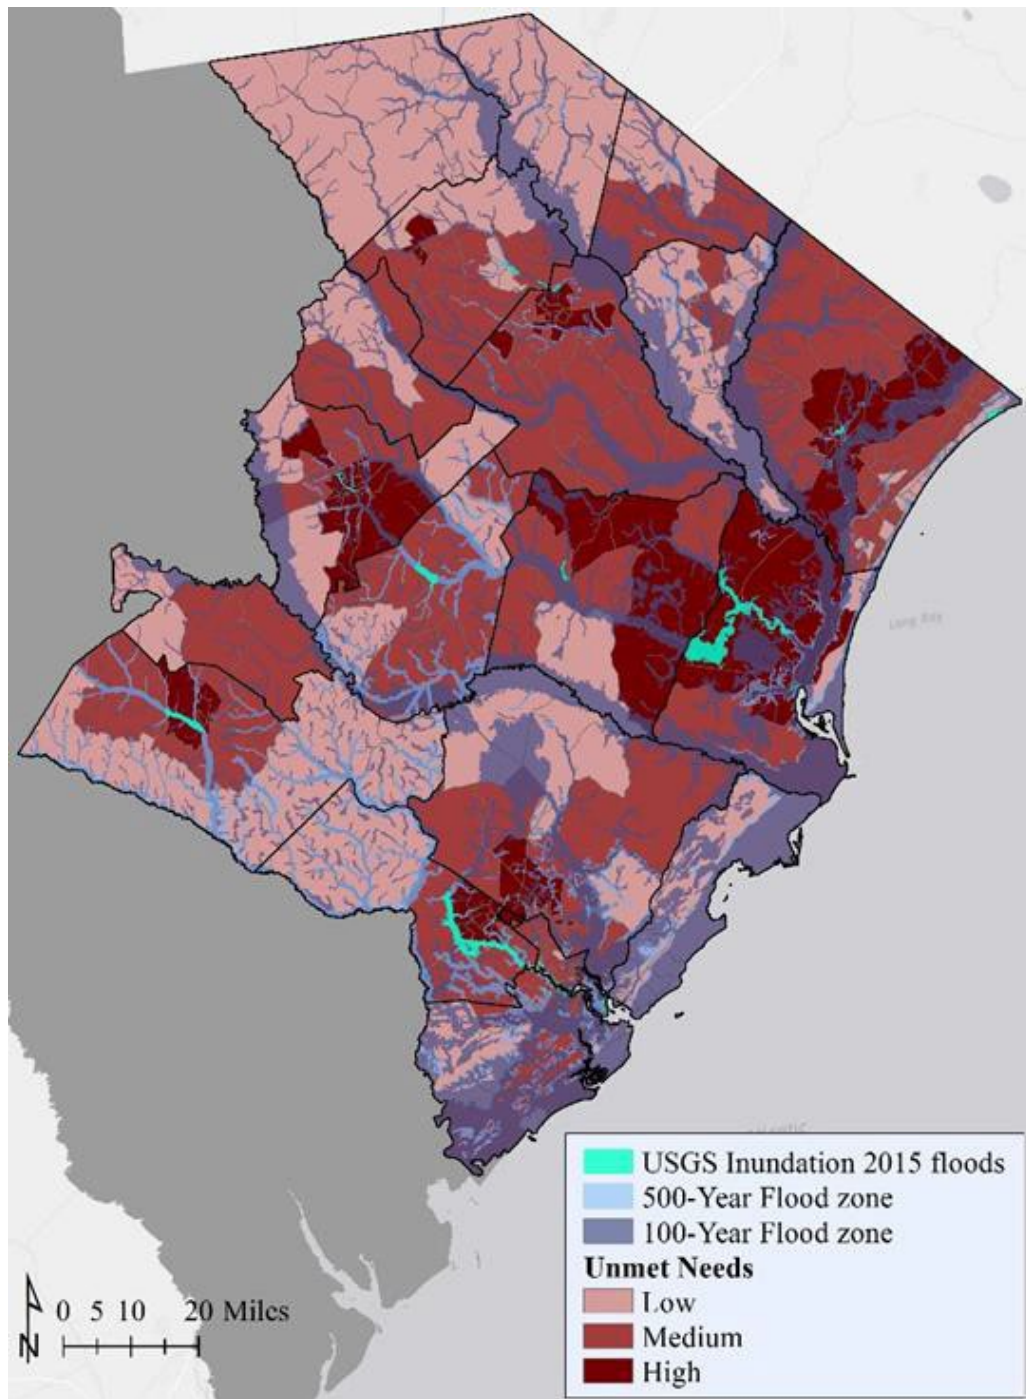 Long Bay
USGS Inundation 2015 floods
500-Year Flood zone
100-Year Flood zone
Unmet Needs
Low
Medium
High
0 5 10 20 Miles
N